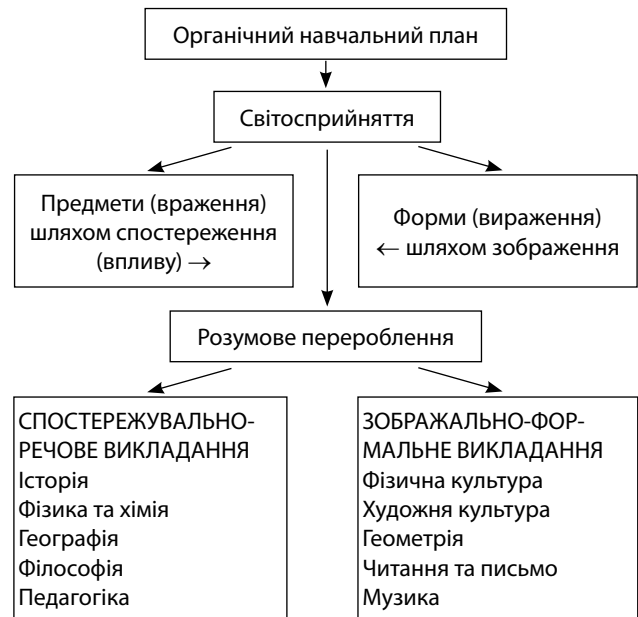 Органічний навчальний план
Світосприйняття
Предмети (враження)
шляхом спостереження
(впливу) →
Форми (вираження)
← шляхом зображення
Розумове перероблення
СПОСТЕРЕЖУВАЛЬНО-
РЕЧОВЕ ВИКЛАДАННЯ
Історія
Фізика та хімія
Географія
Філософія
Педагогіка
ЗОБРАЖАЛЬНО-ФОР-
МАЛЬНЕ ВИКЛАДАННЯ
Фізична культура
Художня культура
Геометрія
Читання та письмо
Музика